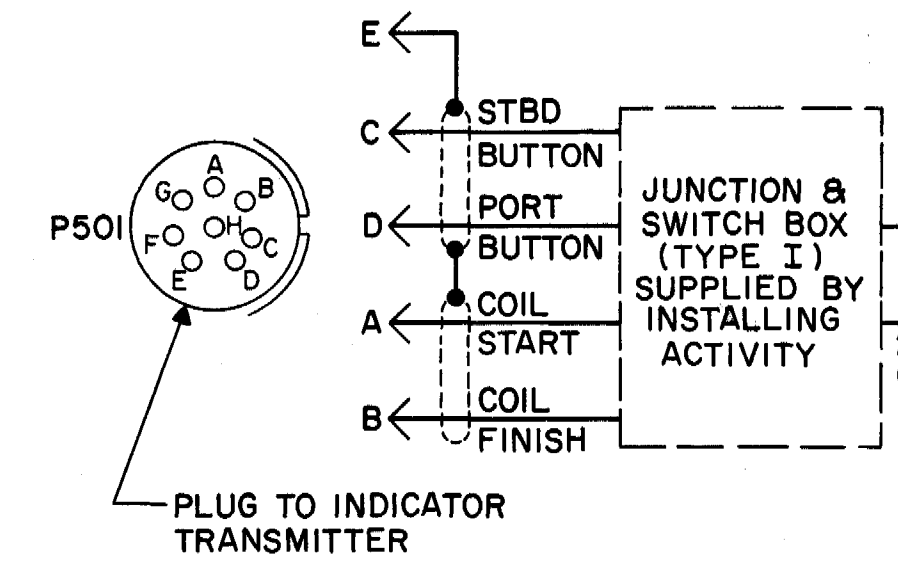 E
STBD
C
BUTTON
A
G
B
P501
H
F
C
E
D
PORT
D
BUTTON
JUNCTION &
SWITCH BOX
(TYPE I)
SUPPLIED BY
INSTALLING
ACTIVITY
COIL
A
START
COIL
B
FINISH
PLUG TO INDICATOR
TRANSMITTER